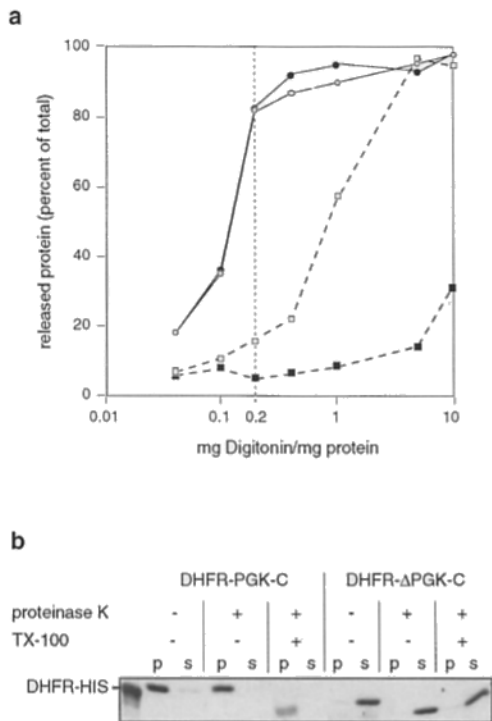 a
released protein (percent of total)
100
80
60
40
20
0
0.01
0.1
0.2
1
10
mg Digitonin/mg protein
b
DHFR-PGK-C
DHFR-ΔPGK-C
proteinase K - + + - + +
TX-100 - - + - - +
p s p s p s p s p s p s
DHFR-HIS